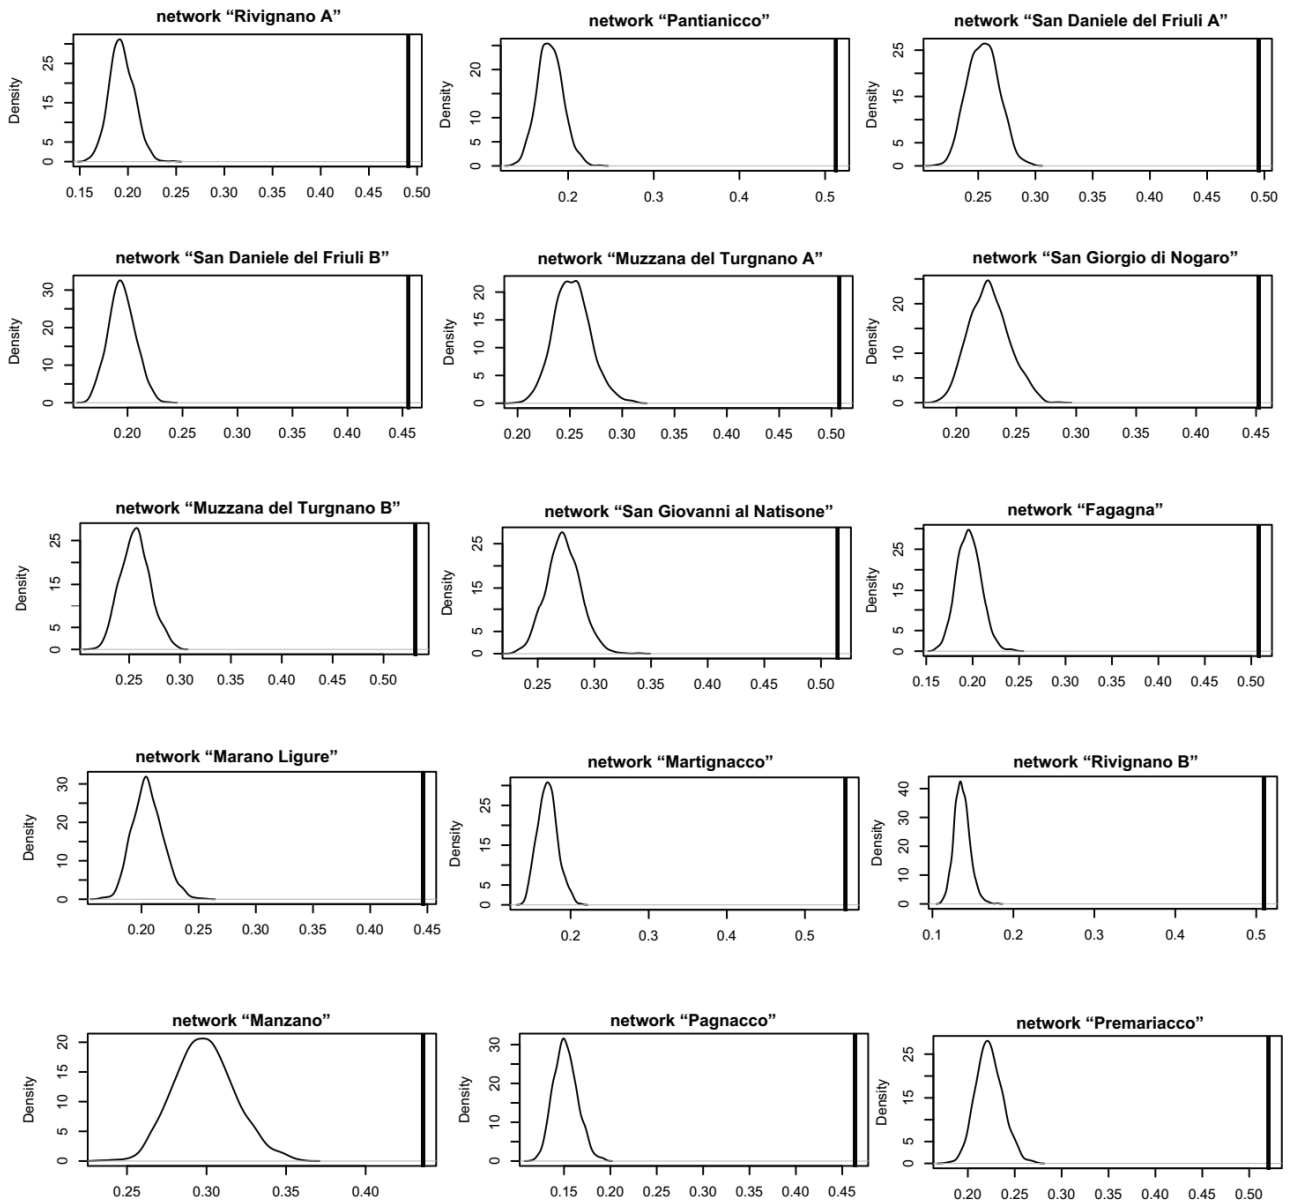 network “Rivignano A”
Density
0 5 15 25
0.15 0.20 0.25 0.30 0.35 0.40 0.45 0.50
network “Pantianicco”
Density
0 5 10 20
0.2 0.3 0.4 0.5
network “San Daniele del Friuli A”
Density
0 5 15 25
0.25 0.30 0.35 0.40 0.45 0.50
network “San Daniele del Friuli B”
Density
0 10 20 30
0.20 0.25 0.30 0.35 0.40 0.45
network “Muzzana del Turgnano A”
Density
0 5 10 15 20
0.20 0.25 0.30 0.35 0.40 0.45 0.50
network “San Giorgio di Nogaro”
Density
0 5 10 20
0.20 0.25 0.30 0.35 0.40 0.45
network “Muzzana del Turgnano B”
Density
0 5 15 25
0.25 0.30 0.35 0.40 0.45 0.50
network “San Giovanni al Natisone”
Density
0 5 15 25
0.25 0.30 0.35 0.40 0.45 0.50
network “Fagagna”
Density
0 5 15 25
0.15 0.20 0.25 0.30 0.35 0.40 0.45 0.50
network “Marano Ligure”
Density
0 10 20 30
0.20 0.25 0.30 0.35 0.40 0.45
network “Martignacco”
Density
0 5 15 25
0.2 0.3 0.4 0.5
network “Rivignano B”
Density
0 10 20 30 40
0.1 0.2 0.3 0.4 0.5
network “Manzano”
Density
0 5 10 15 20
0.25 0.30 0.35 0.40
network “Pagnacco”
Density
0 10 20 30
0.15 0.20 0.25 0.30 0.35 0.40 0.45
network “Premariacco”
Density
0 5 15 25
0.20 0.25 0.30 0.35 0.40 0.45 0.50